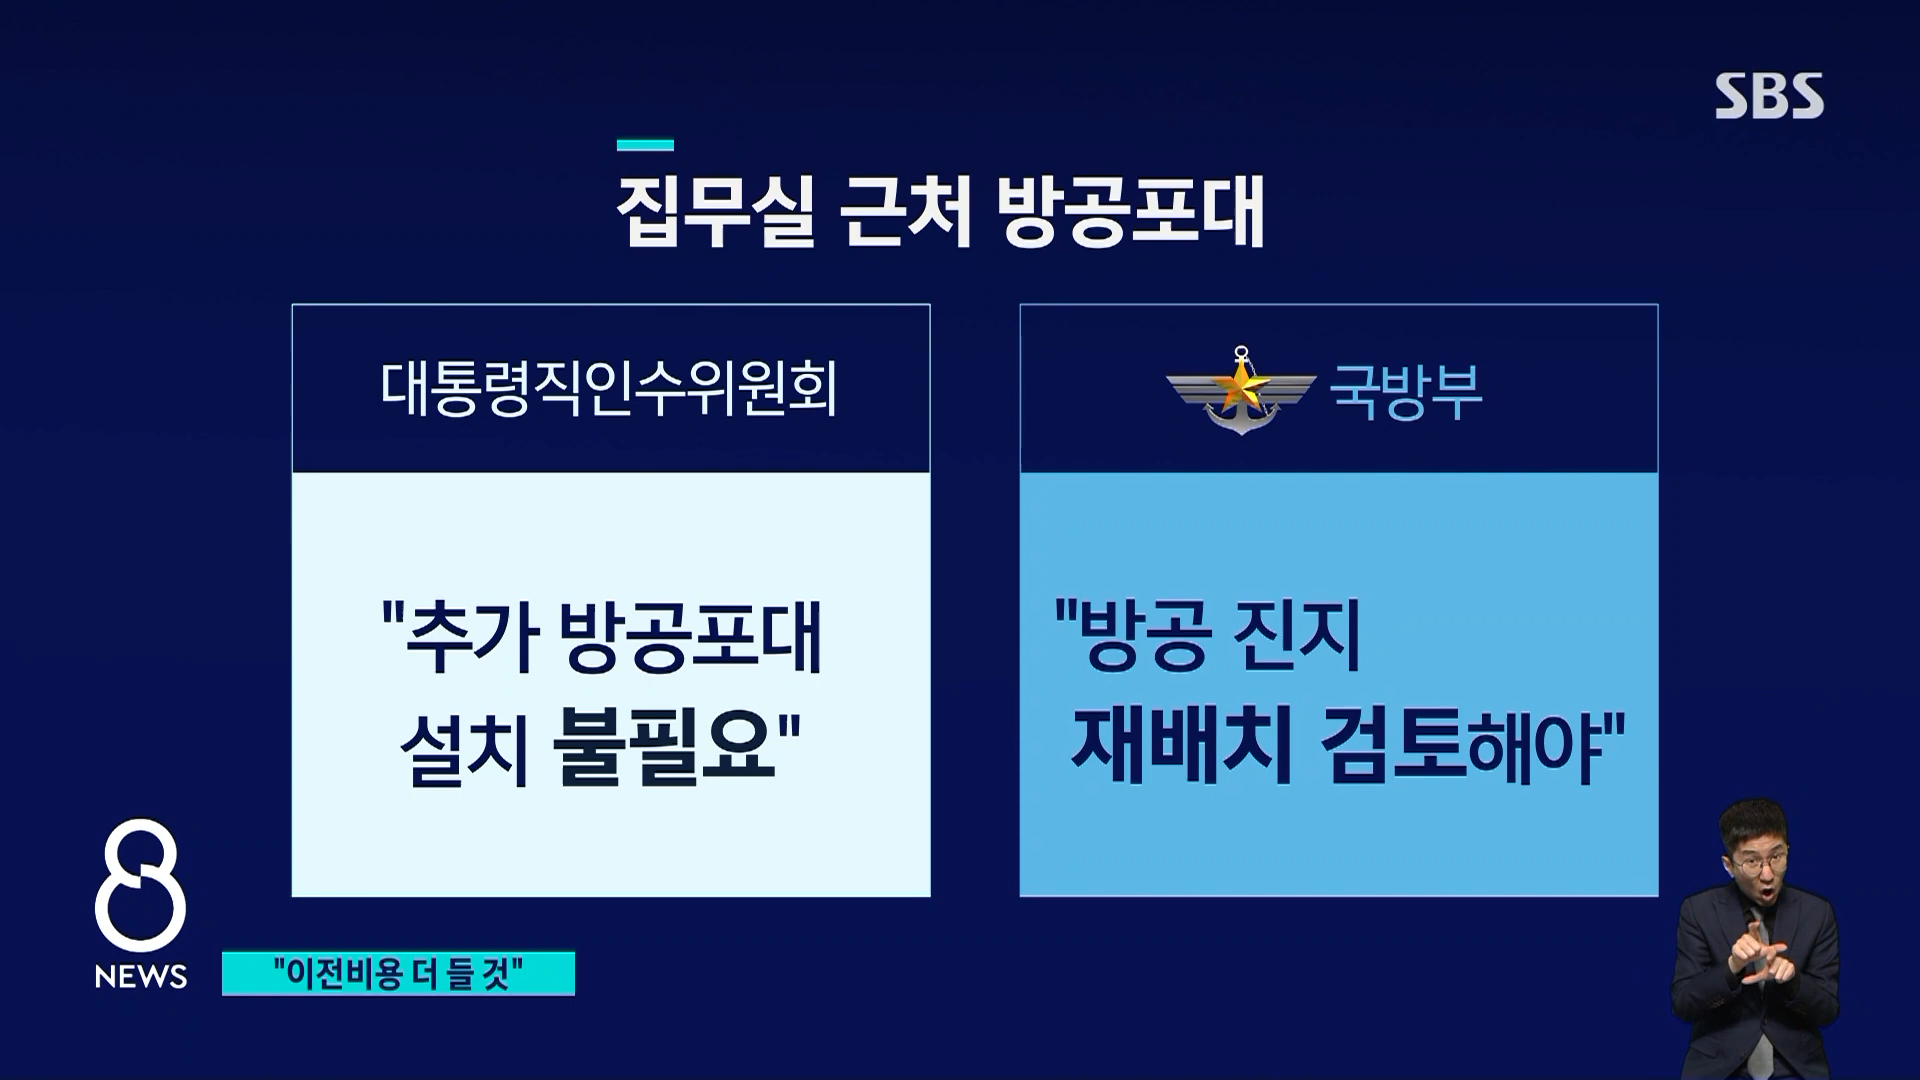 SBS
집무실 근처 방공포대
대통령직인수위원회
"추가 방공포대
설치 불필요"
국방부
"방공 진지
재배치 검토해야"
8
NEWS
"이전비용 더 들 것"